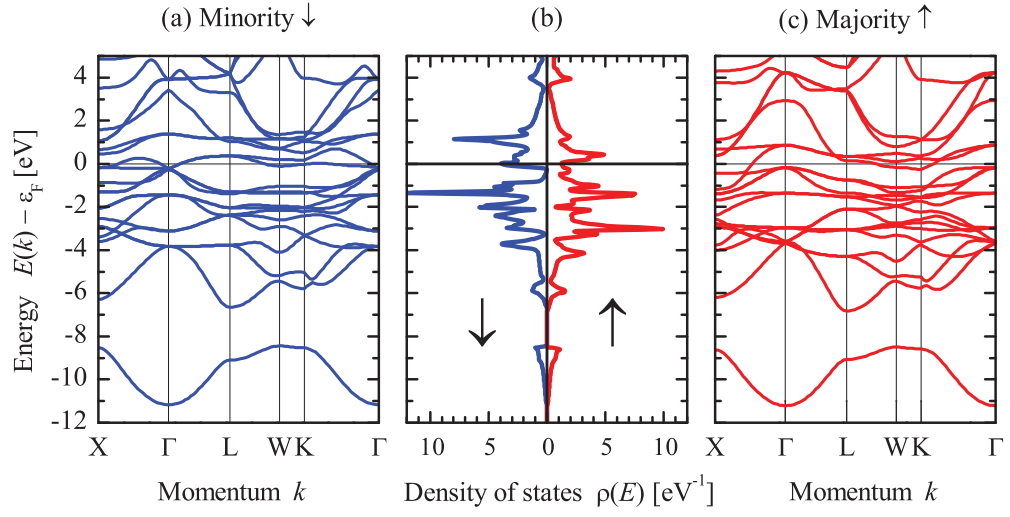 (a) Minority ↓
(b)
(c) Majority ↑
Energy E(k) − ε_F [eV]
4
2
0
-2
-4
-6
-8
-10
-12
X Γ L W K Γ
10 5 0 5 10
X Γ L W K Γ
↓ ↑
Momentum k
Density of states ρ(E) [eV⁻¹]
Momentum k